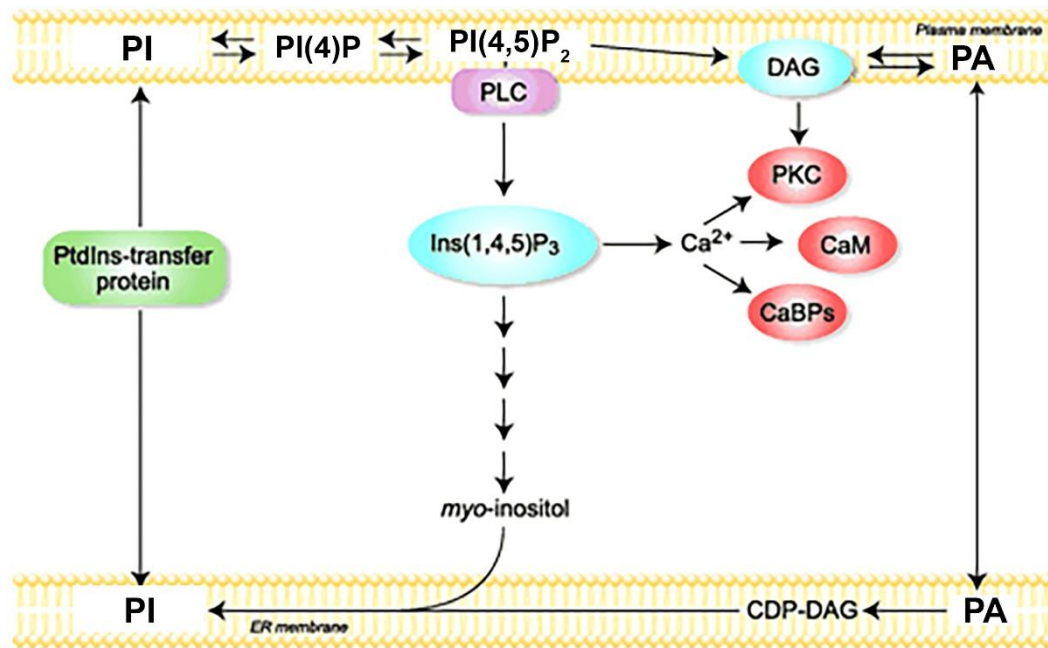 Plasma membrane
PI
PI(4)P
PI(4,5)P₂
DAG
PA
PLC
PKC
PtdIns-transfer
protein
Ins(1,4,5)P₃
Ca²⁺
CaM
CaBPs
myo-inositol
PI
CDP-DAG
PA
ER membrane